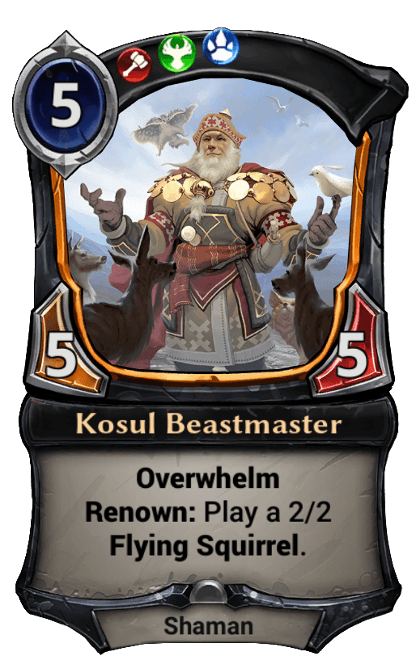 5
5
5
Kosul Beastmaster
Overwhelm
Renown: Play a 2/2
Flying Squirrel.
Shaman